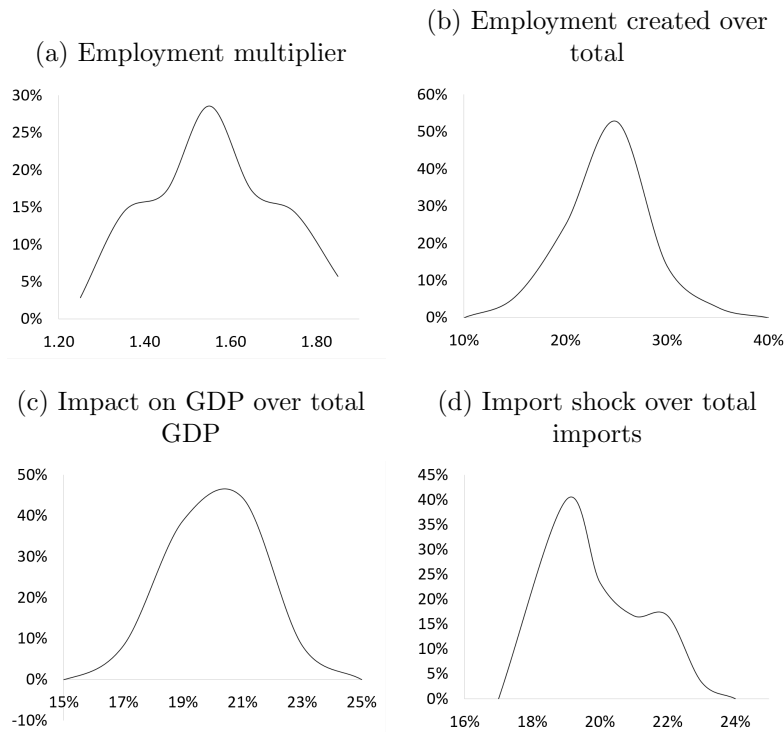 (a) Employment multiplier
30%
25%
20%
15%
10%
5%
0%
1.20 1.40 1.60 1.80
(b) Employment created over
total
60%
50%
40%
30%
20%
10%
0%
10% 20% 30% 40%
(c) Impact on GDP over total
GDP
50%
40%
30%
20%
10%
0%
15% 17% 19% 21% 23% 25%
-10%
(d) Import shock over total
imports
45%
40%
35%
30%
25%
20%
15%
10%
5%
0%
16% 18% 20% 22% 24%